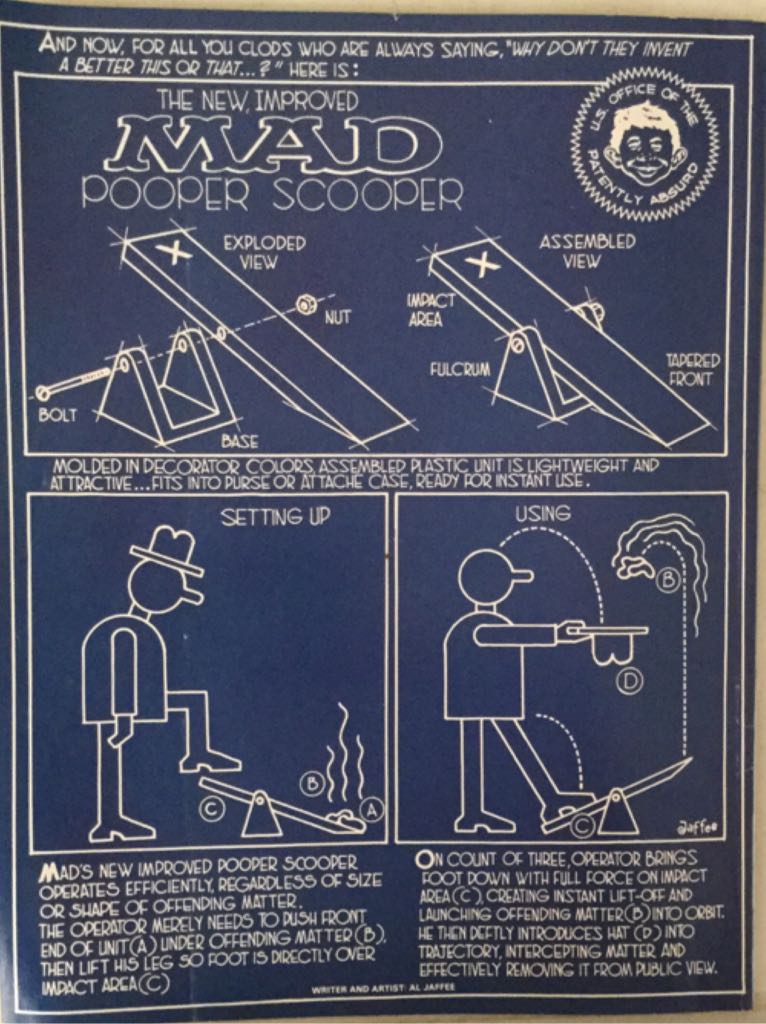 AND NOW, FOR ALL YOU CLODS WHO ARE ALWAYS SAYING, "WHY DON'T THEY INVENT
A BETTER THIS OR THAT...?" HERE IS:
THE NEW, IMPROVED
MAD
POOPER SCOOPER
U.S. OFFICE OF THE
PATENTLY ABSURD
X
EXPLODED
VIEW
NUT
BOLT
BASE
X
ASSEMBLED
VIEW
IMPACT
AREA
FULCRUM
TAPERED
FRONT
MOLDED IN DECORATOR COLORS, ASSEMBLED PLASTIC UNIT IS LIGHTWEIGHT AND
ATTRACTIVE...FITS INTO PURSE OR ATTACHE CASE, READY FOR INSTANT USE.
SETTING UP
B
C
A
USING
B
D
C
Jaffee
MAD'S NEW IMPROVED POOPER SCOOPER
OPERATES EFFICIENTLY, REGARDLESS OF SIZE
OR SHAPE OF OFFENDING MATTER.
THE OPERATOR MERELY NEEDS TO PUSH FRONT
END OF UNIT (A) UNDER OFFENDING MATTER (B),
THEN LIFT HIS LEG SO FOOT IS DIRECTLY OVER
IMPACT AREA (C)
ON COUNT OF THREE, OPERATOR BRINGS
FOOT DOWN WITH FULL FORCE ON IMPACT
AREA (C), CREATING INSTANT LIFT-OFF AND
LAUNCHING OFFENDING MATTER (B) INTO ORBIT.
HE THEN DEFTLY INTRODUCES HAT (D) INTO
TRAJECTORY, INTERCEPTING MATTER AND
EFFECTIVELY REMOVING IT FROM PUBLIC VIEW.
WRITER AND ARTIST: AL JAFFEE